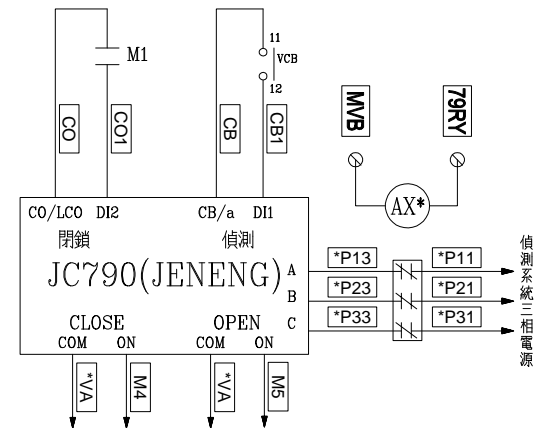 M1
11
VCB
12
CO
CO1
CB
CB1
MVB
79RY
AX*
CO/LCO
DI2
CB/a
DI1
閉鎖
偵測
JC790(JENENG)
A
B
C
*P13
*P11
*P23
*P21
*P33
*P31
偵測系統三相電源
CLOSE
OPEN
COM
ON
COM
ON
*VA
M4
*VA
M5